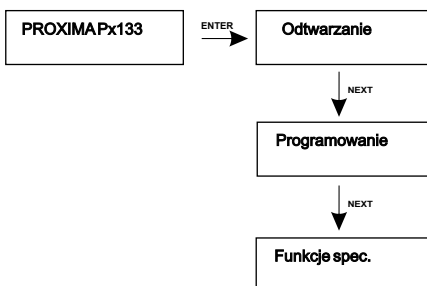 PROXIMA Px133
ENTER
Odtwarzanie
NEXT
Programowanie
NEXT
Funkcje spec.